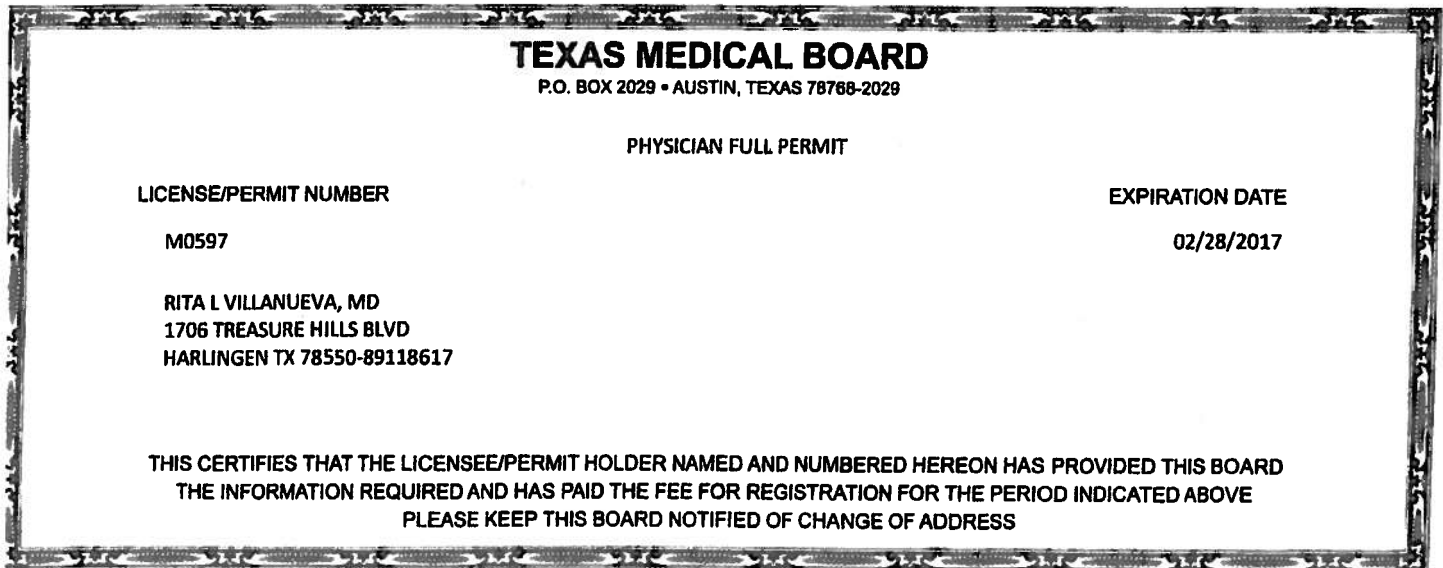 TEXAS MEDICAL BOARD
P.O. BOX 2029 • AUSTIN, TEXAS 78768-2029
PHYSICIAN FULL PERMIT
LICENSE/PERMIT NUMBER
EXPIRATION DATE
M0597
02/28/2017
RITA L VILLANUEVA, MD
1706 TREASURE HILLS BLVD
HARLINGEN TX 78550-89118617
THIS CERTIFIES THAT THE LICENSEE/PERMIT HOLDER NAMED AND NUMBERED HEREON HAS PROVIDED THIS BOARD
THE INFORMATION REQUIRED AND HAS PAID THE FEE FOR REGISTRATION FOR THE PERIOD INDICATED ABOVE
PLEASE KEEP THIS BOARD NOTIFIED OF CHANGE OF ADDRESS